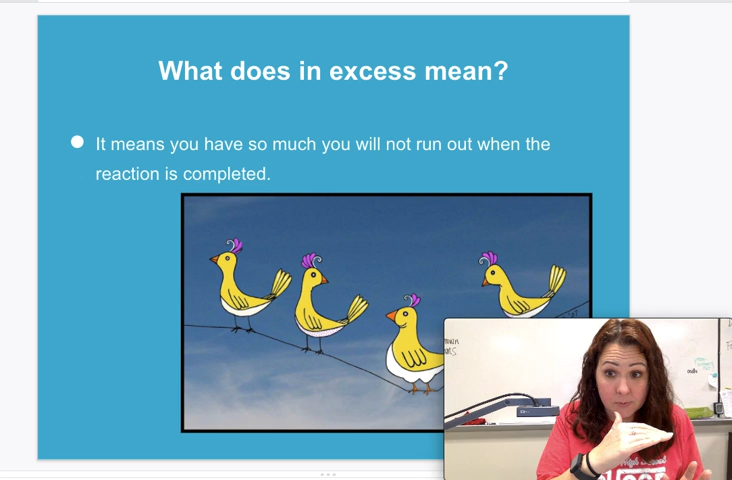 What does in excess mean?
It means you have so much you will not run out when the
reaction is completed.